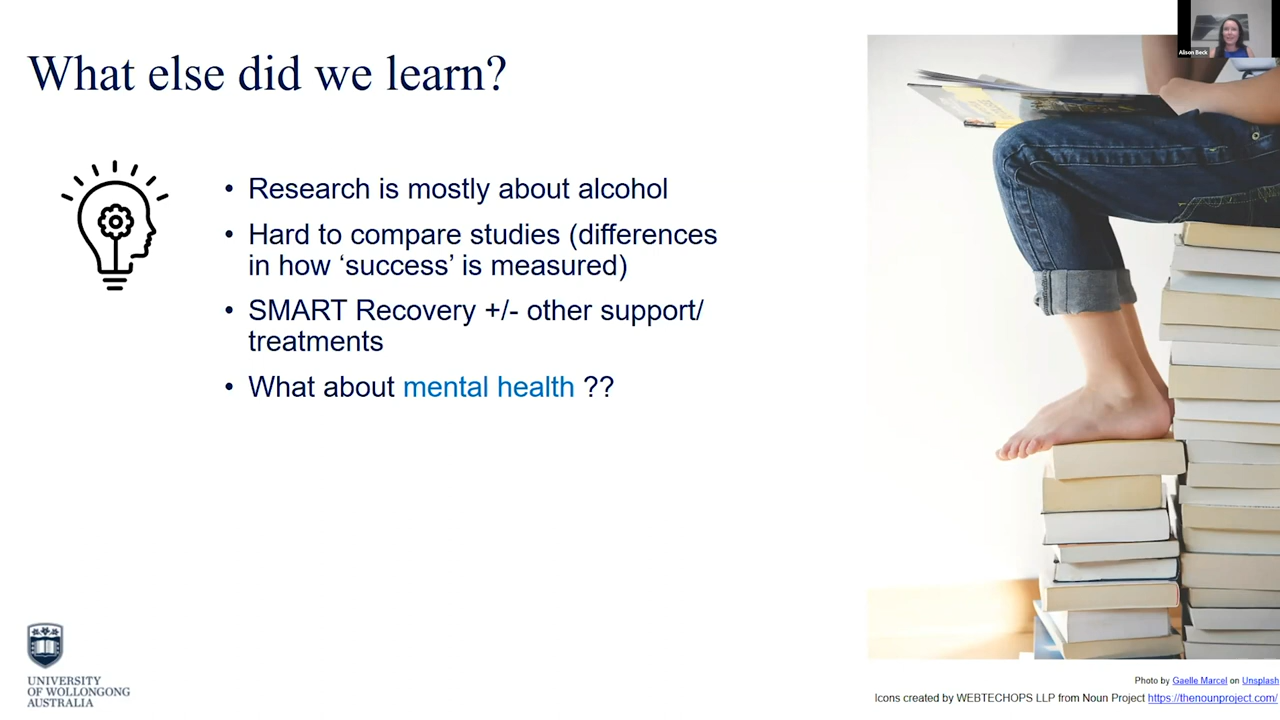 Alison Beck
What else did we learn?
• Research is mostly about alcohol
• Hard to compare studies (differences
in how ‘success’ is measured)
• SMART Recovery +/- other support/
treatments
• What about mental health ??
UNIVERSITY
OF WOLLONGONG
AUSTRALIA
Photo by Gaelle Marcel on Unsplash
Icons created by WEBTECHOPS LLP from Noun Project https://thenounproject.com/